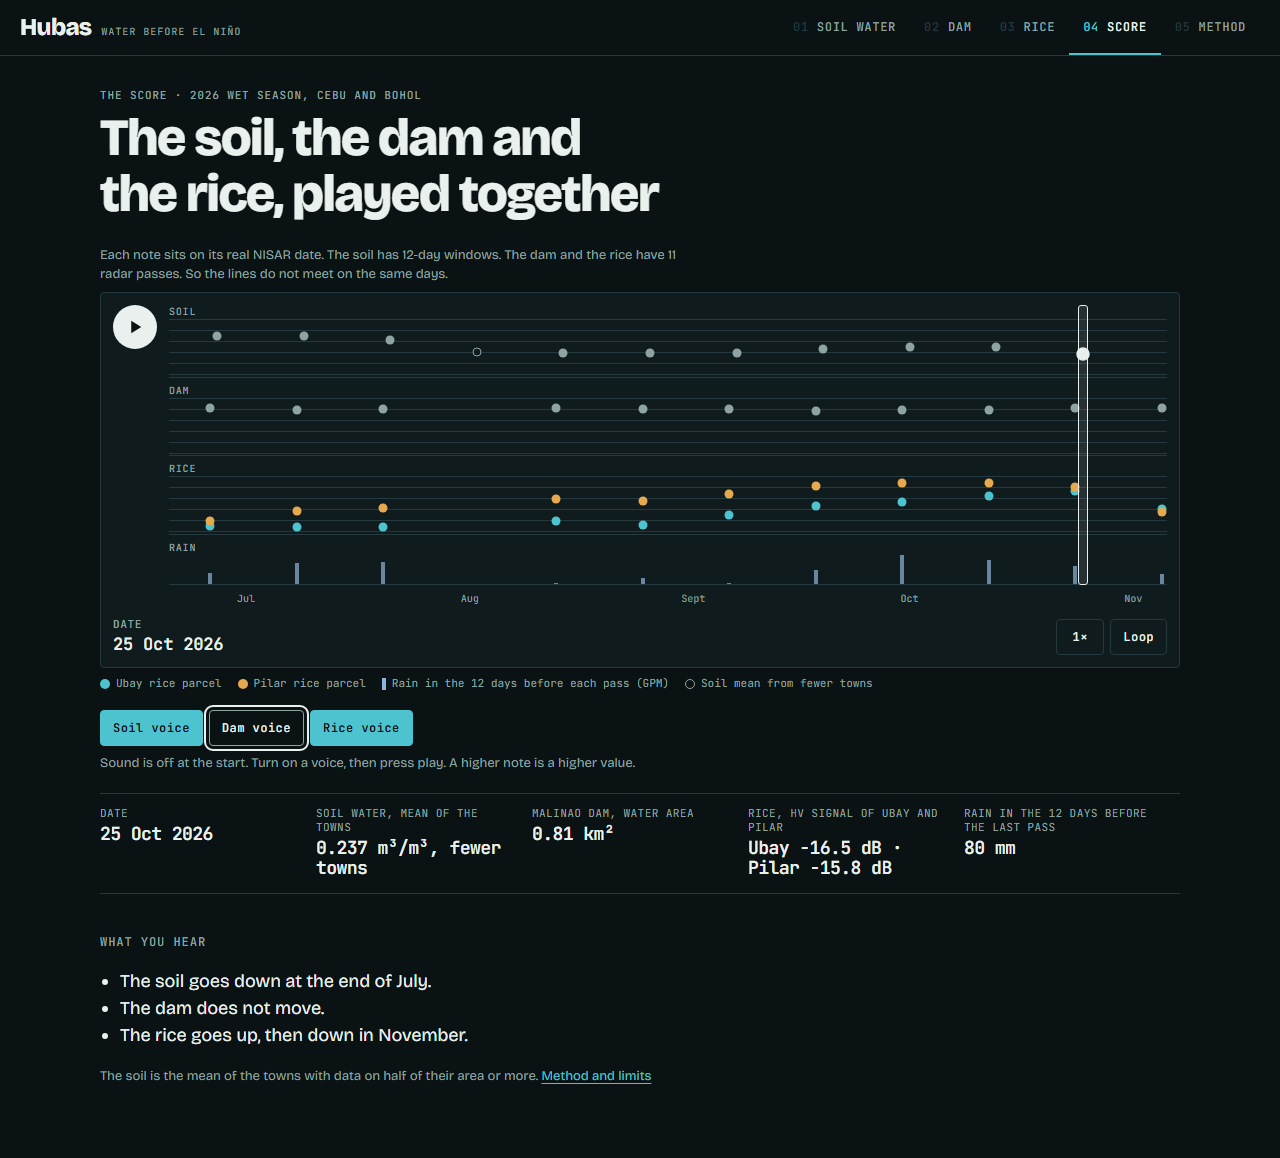 Hubas WATER BEFORE EL NIÑO
01 SOIL WATER
02 DAM
03 RICE
04 SCORE
05 METHOD
THE SCORE · 2026 WET SEASON, CEBU AND BOHOL
The soil, the dam and
the rice, played together
Each note sits on its real NISAR date. The soil has 12-day windows. The dam and the rice have 11
radar passes. So the lines do not meet on the same days.
SOIL
DAM
RICE
RAIN
Jul
Aug
Sept
Oct
Nov
DATE
25 Oct 2026
1×
Loop
Ubay rice parcel
Pilar rice parcel
Rain in the 12 days before each pass (GPM)
Soil mean from fewer towns
Soil voice
Dam voice
Rice voice
Sound is off at the start. Turn on a voice, then press play. A higher note is a higher value.
DATE
25 Oct 2026
SOIL WATER, MEAN OF THE
TOWNS
0.237 m³/m³, fewer
towns
MALINAO DAM, WATER AREA
0.81 km²
RICE, HV SIGNAL OF UBAY AND
PILAR
Ubay -16.5 dB ·
Pilar -15.8 dB
RAIN IN THE 12 DAYS BEFORE
THE LAST PASS
80 mm
WHAT YOU HEAR
• The soil goes down at the end of July.
• The dam does not move.
• The rice goes up, then down in November.
The soil is the mean of the towns with data on half of their area or more. Method and limits